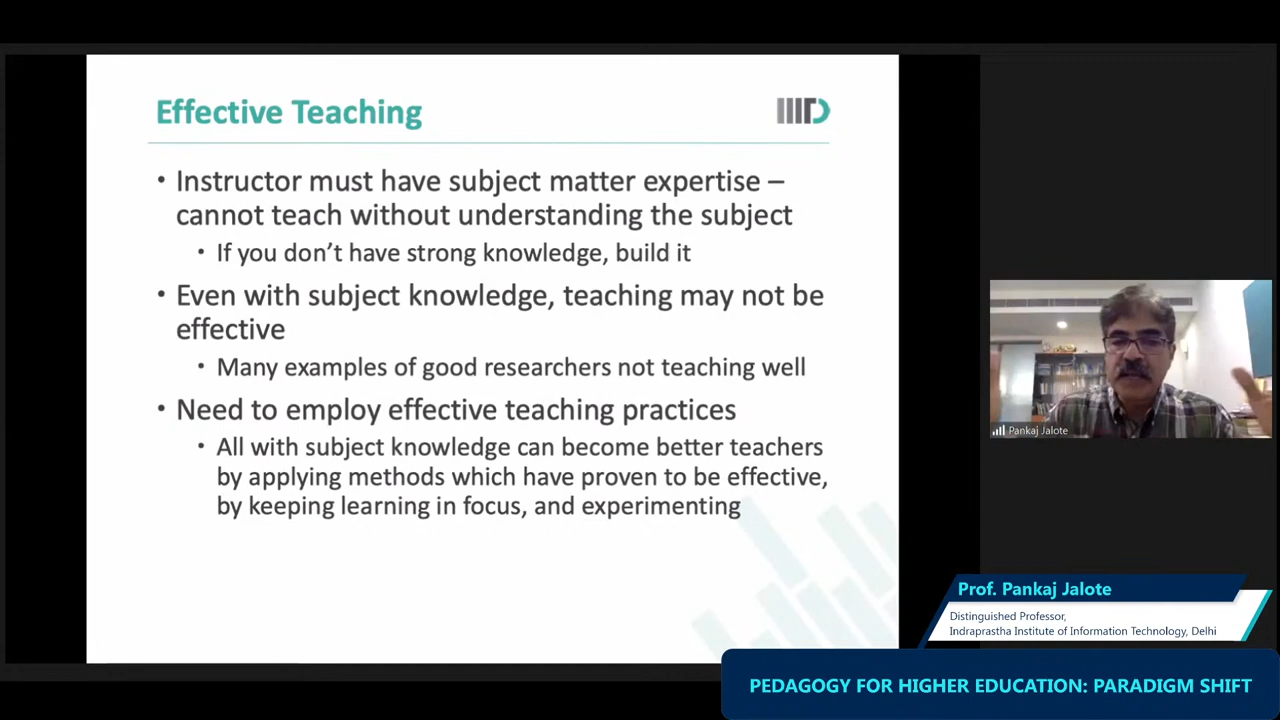 Effective Teaching
IIITD
• Instructor must have subject matter expertise –
cannot teach without understanding the subject
• If you don’t have strong knowledge, build it
• Even with subject knowledge, teaching may not be
effective
• Many examples of good researchers not teaching well
• Need to employ effective teaching practices
• All with subject knowledge can become better teachers
by applying methods which have proven to be effective,
by keeping learning in focus, and experimenting
Pankaj Jalote
Prof. Pankaj Jalote
Distinguished Professor,
Indraprastha Institute of Information Technology, Delhi
PEDAGOGY FOR HIGHER EDUCATION: PARADIGM SHIFT